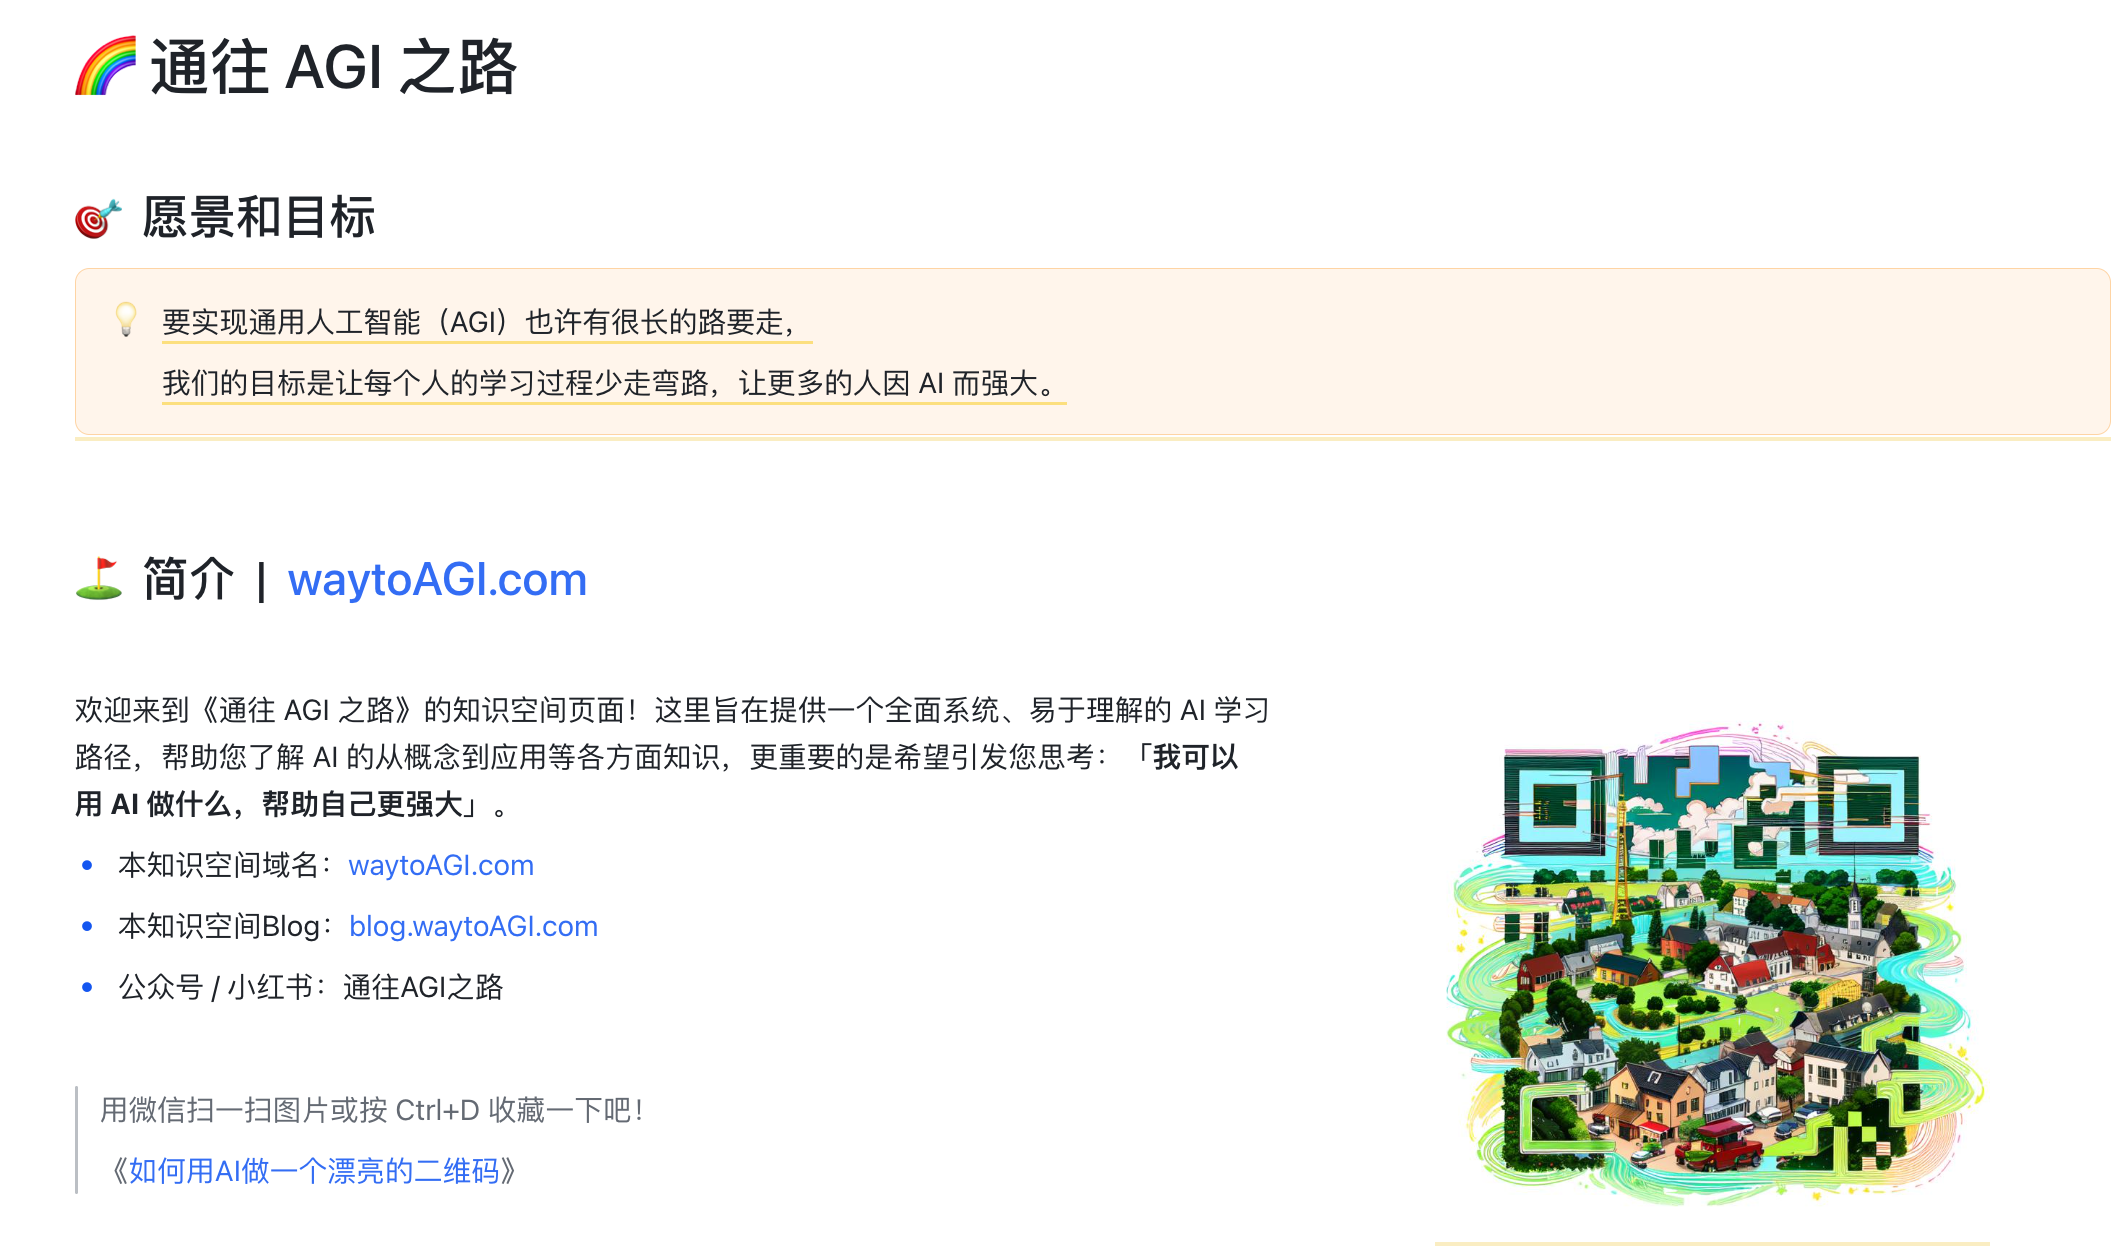 🌈 通往 AGI 之路
🎯 愿景和目标
💡 要实现通用人工智能（AGI）也许有很长的路要走，
我们的目标是让每个人的学习过程少走弯路，让更多的人因 AI 而强大。
⛳ 简介 | waytoAGI.com
欢迎来到《通往 AGI 之路》的知识空间页面！这里旨在提供一个全面系统、易于理解的 AI 学习
路径，帮助您了解 AI 的从概念到应用等各方面知识，更重要的是希望引发您思考：「我可以
用 AI 做什么，帮助自己更强大」。
• 本知识空间域名：waytoAGI.com
• 本知识空间Blog：blog.waytoAGI.com
• 公众号 / 小红书：通往AGI之路
用微信扫一扫图片或按 Ctrl+D 收藏一下吧！
《如何用AI做一个漂亮的二维码》